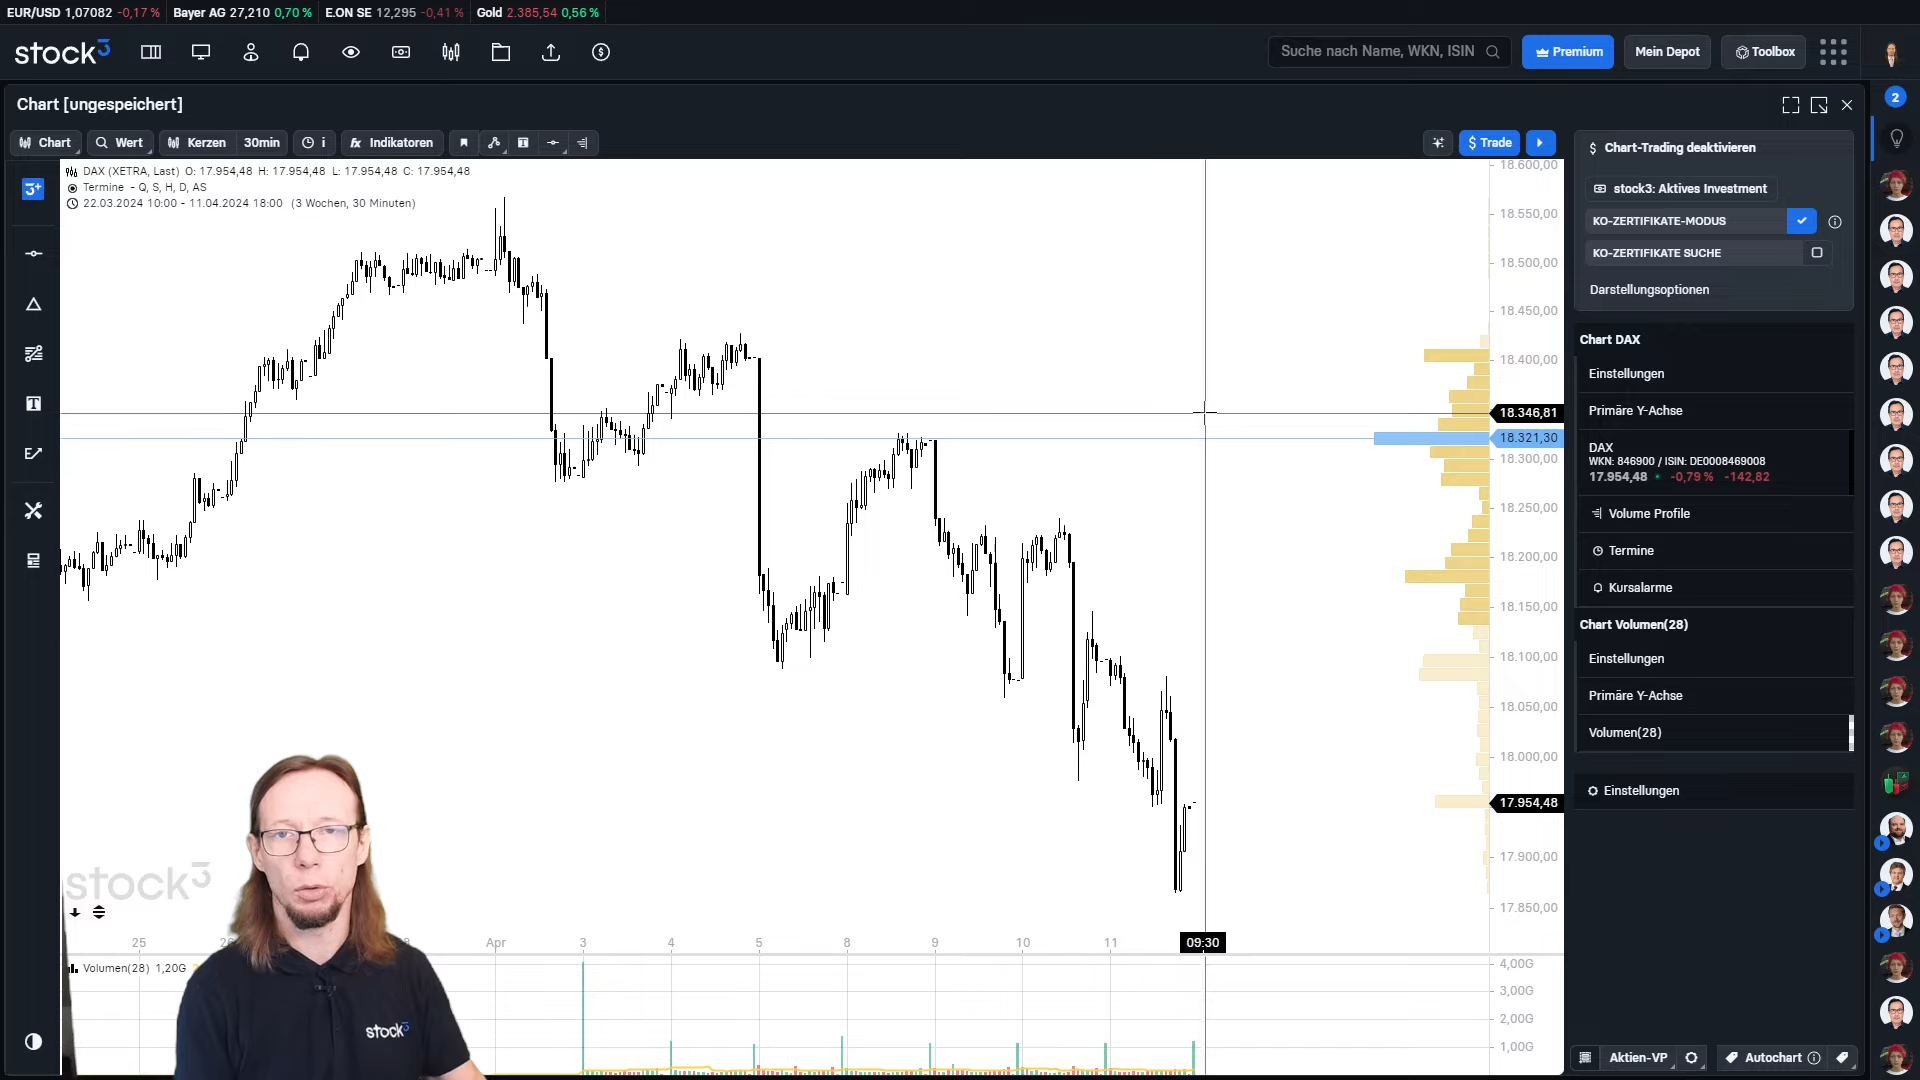 EUR/USD 1,07082 -0,17 % Bayer AG 27,210 0,70 % E.ON SE 12,295 -0,41 % Gold 2.385,54 0,56 %
stock3
Suche nach Name, WKN, ISIN
Premium
Mein Depot
Toolbox
Chart [ungespeichert]
2
Chart Wert Kerzen 30min i fx Indikatoren
$ Trade
DAX (XETRA, Last) O: 17.954,48 H: 17.954,48 L: 17.954,48 C: 17.954,48
Termine - Q, S, H, D, AS
22.03.2024 10:00 - 11.04.2024 18:00 (3 Wochen, 30 Minuten)
3+
T
18.600,00
18.550,00
18.500,00
18.450,00
18.400,00
18.346,81
18.321,30
18.300,00
18.250,00
18.200,00
18.150,00
18.100,00
18.050,00
18.000,00
17.954,48
17.900,00
17.850,00
$ Chart-Trading deaktivieren
stock3: Aktives Investment
KO-ZERTIFIKATE-MODUS
KO-ZERTIFIKATE SUCHE
Darstellungsoptionen
Chart DAX
Einstellungen
Primäre Y-Achse
DAX
WKN: 846900 / ISIN: DE0008469008
17.954,48 -0,79 % -142,82
Volume Profile
Termine
Kursalarme
Chart Volumen(28)
Einstellungen
Primäre Y-Achse
Volumen(28)
Einstellungen
stock3
25 Apr 3 4 5 8 9 10 11 09:30
Volumen(28) 1,20G
4,00G
3,00G
2,00G
1,00G
stock3
Aktien-VP
Autochart